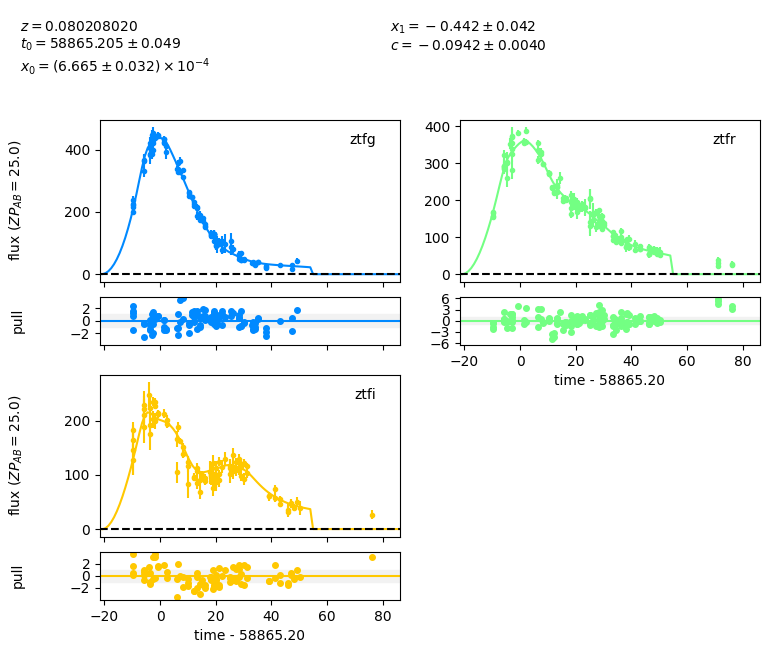 z = 0.080208020
t₀ = 58865.205 ± 0.049
x₀ = (6.665 ± 0.032) × 10⁻⁴
x₁ = −0.442 ± 0.042
c = −0.0942 ± 0.0040
flux (ZP_AB = 25.0)
400
200
0
ztfg
400
300
200
100
0
ztfr
pull
2
0
−2
6
3
0
−3
−6
−20 0 20 40 60 80
time - 58865.20
flux (ZP_AB = 25.0)
200
100
0
ztfi
pull
2
0
−2
−20 0 20 40 60 80
time - 58865.20